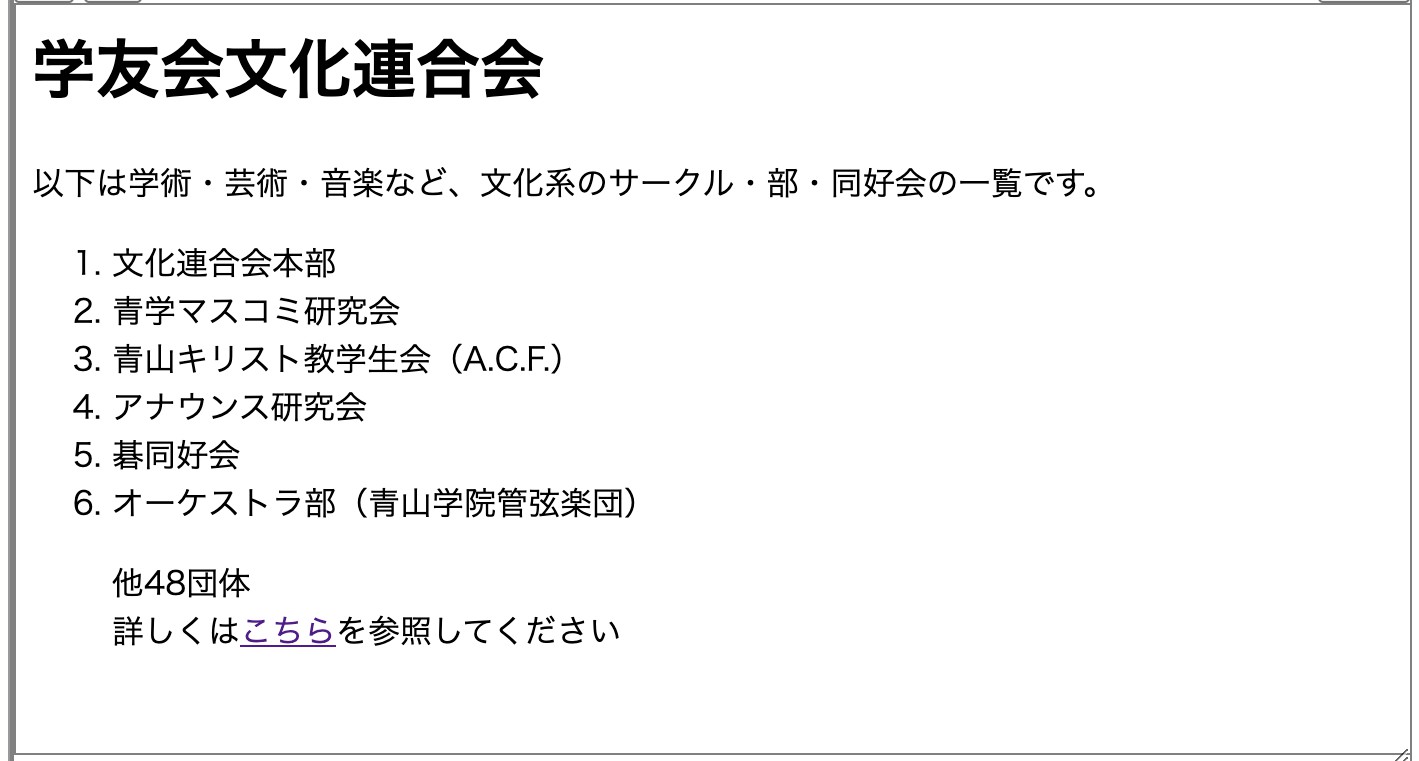 学友会文化連合会
以下は学術・芸術・音楽など、文化系のサークル・部・同好会の一覧です。
1. 文化連合会本部
2. 青学マスコミ研究会
3. 青山キリスト教学生会（A.C.F.）
4. アナウンス研究会
5. 碁同好会
6. オーケストラ部（青山学院管弦楽団）
他48団体
詳しくはこちらを参照してください